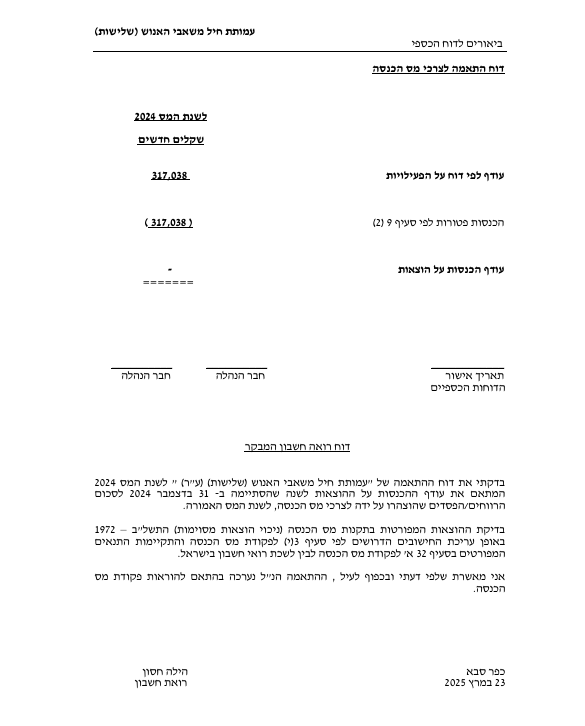 עמותת חיל משאבי האנוש (שלישות)
ביאורים לדוח הכספי
דוח התאמה לצרכי מס הכנסה
לשנת המס 2024
שקלים חדשים
עודף לפי דוח על הפעילויות 317,038
הכנסות פטורות לפי סעיף 9 (2) ( 317,038 )
עודף הכנסות על הוצאות -
=======
תאריך אישור חבר הנהלה חבר הנהלה
הדוחות הכספיים
דוח רואה חשבון המבקר
בדקתי את דוח ההתאמה של "עמותת חיל משאבי האנוש (שלישות) (ע"ר) " לשנת המס 2024
המתאם את עודף ההכנסות על ההוצאות לשנה שהסתיימה ב- 31 בדצמבר 2024 לסכום
הרווחים/הפסדים שהוצהרו על ידה לצרכי מס הכנסה, לשנת המס האמורה.
בדיקת ההוצאות המפורטות בתקנות מס הכנסה (ניכוי הוצאות מסוימות) התשל"ב – 1972
באופן עריכת החישובים הדרושים לפי סעיף 3(י) לפקודת מס הכנסה והתקיימות התנאים
המפורטים בסעיף 32 א' לפקודת מס הכנסה לבין לשכת רואי חשבון בישראל.
אני מאשרת שלפי דעתי ובכפוף לעיל , ההתאמה הנ"ל נערכה בהתאם להוראות פקודת מס
הכנסה.
כפר סבא הילה חסון
23 במרץ 2025 רואת חשבון